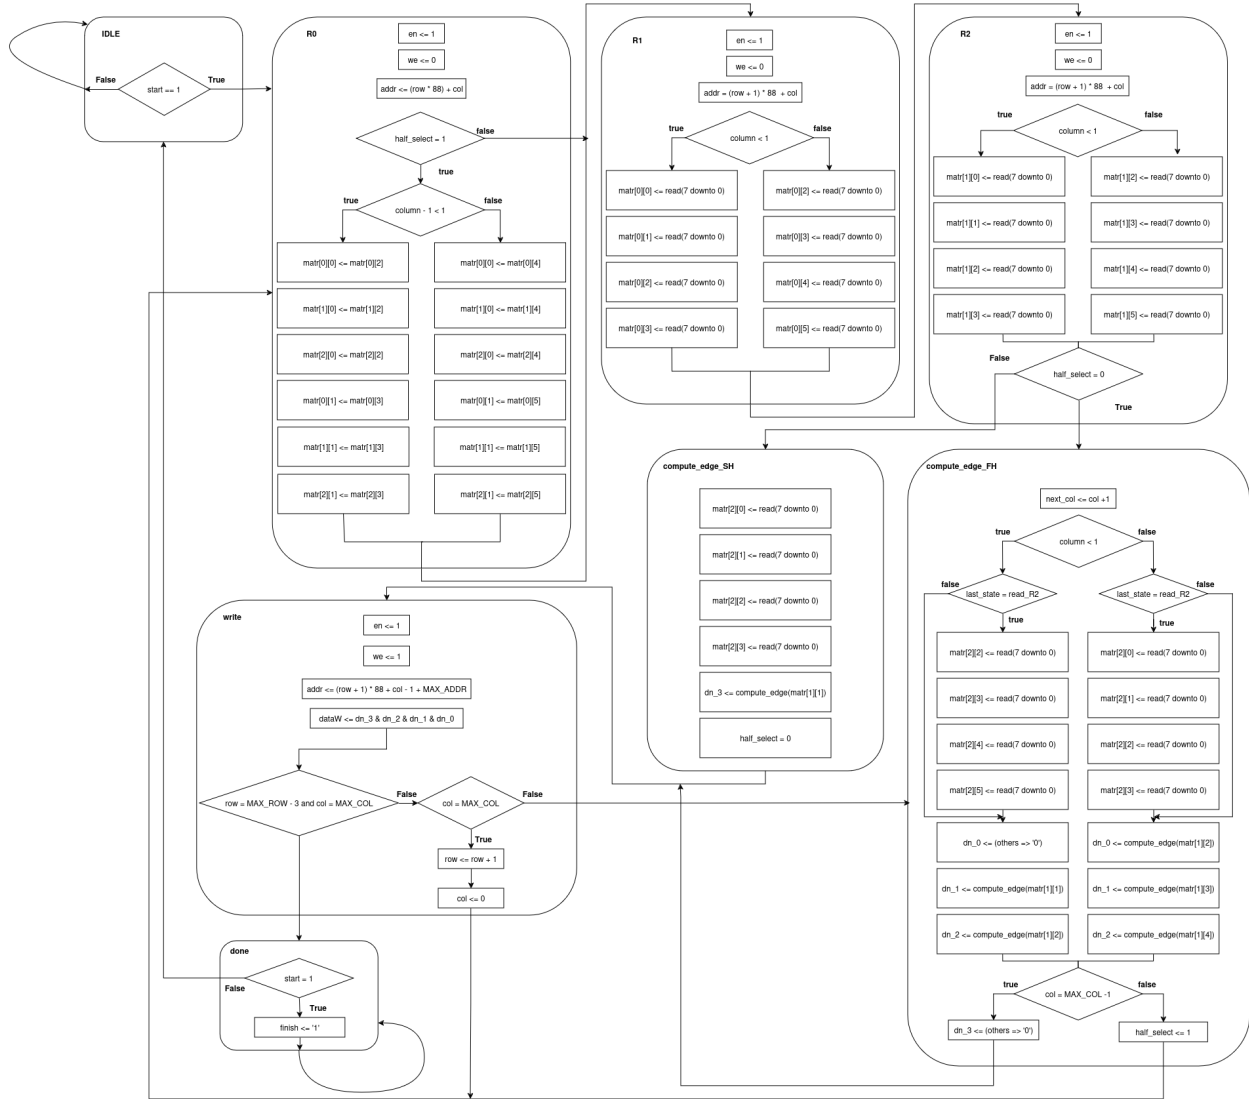 IDLE
False
True
start == 1
R0
en <= 1
we <= 0
addr <= (row * 88) + col
half_select = 1
false
true
column - 1 < 1
true
false
matr[0][0] <= matr[0][2]
matr[0][0] <= matr[0][4]
matr[1][0] <= matr[1][2]
matr[1][0] <= matr[1][4]
matr[2][0] <= matr[2][2]
matr[2][0] <= matr[2][4]
matr[0][1] <= matr[0][3]
matr[0][1] <= matr[0][5]
matr[1][1] <= matr[1][3]
matr[1][1] <= matr[1][5]
matr[2][1] <= matr[2][3]
matr[2][1] <= matr[2][5]
R1
en <= 1
we <= 0
addr = (row + 1) * 88 + col
true
false
column < 1
matr[0][0] <= read(7 downto 0)
matr[0][2] <= read(7 downto 0)
matr[0][1] <= read(7 downto 0)
matr[0][3] <= read(7 downto 0)
matr[0][2] <= read(7 downto 0)
matr[0][4] <= read(7 downto 0)
matr[0][3] <= read(7 downto 0)
matr[0][5] <= read(7 downto 0)
R2
en <= 1
we <= 0
addr = (row + 1) * 88 + col
true
false
column < 1
matr[1][0] <= read(7 downto 0)
matr[1][2] <= read(7 downto 0)
matr[1][1] <= read(7 downto 0)
matr[1][3] <= read(7 downto 0)
matr[1][2] <= read(7 downto 0)
matr[1][4] <= read(7 downto 0)
matr[1][3] <= read(7 downto 0)
matr[1][5] <= read(7 downto 0)
False
half_select = 0
True
compute_edge_SH
matr[2][0] <= read(7 downto 0)
matr[2][1] <= read(7 downto 0)
matr[2][2] <= read(7 downto 0)
matr[2][3] <= read(7 downto 0)
dn_3 <= compute_edge(matr[1][1])
half_select = 0
compute_edge_FH
next_col <= col +1
true
false
column < 1
false
false
last_state = read_R2
last_state = read_R2
true
true
matr[2][2] <= read(7 downto 0)
matr[2][0] <= read(7 downto 0)
matr[2][3] <= read(7 downto 0)
matr[2][1] <= read(7 downto 0)
matr[2][4] <= read(7 downto 0)
matr[2][2] <= read(7 downto 0)
matr[2][5] <= read(7 downto 0)
matr[2][3] <= read(7 downto 0)
dn_0 <= (others => '0')
dn_0 <= compute_edge(matr[1][2])
dn_1 <= compute_edge(matr[1][1])
dn_1 <= compute_edge(matr[1][3])
dn_2 <= compute_edge(matr[1][2])
dn_2 <= compute_edge(matr[1][4])
true
false
col = MAX_COL -1
dn_3 <= (others => '0')
half_select <= 1
write
en <= 1
we <= 1
addr <= (row + 1) * 88 + col - 1 + MAX_ADDR
dataW <= dn_3 & dn_2 & dn_1 & dn_0
row = MAX_ROW - 3 and col = MAX_COL
False
col = MAX_COL
False
True
row <= row + 1
col <= 0
done
start = 1
False
True
finish <= '1'